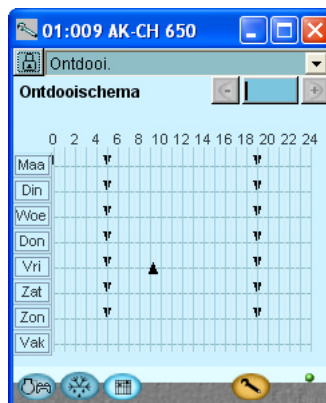 01:009 AK-CH 650
Ontdooi.
Ontdooischema
0 2 4 6 8 10 12 14 16 18 20 22 24
Maa
Din
Woe
Don
Vri
Zat
Zon
Vak